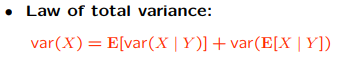 • Law of total variance:
var(X) = E[var(X | Y)] + var(E[X | Y])